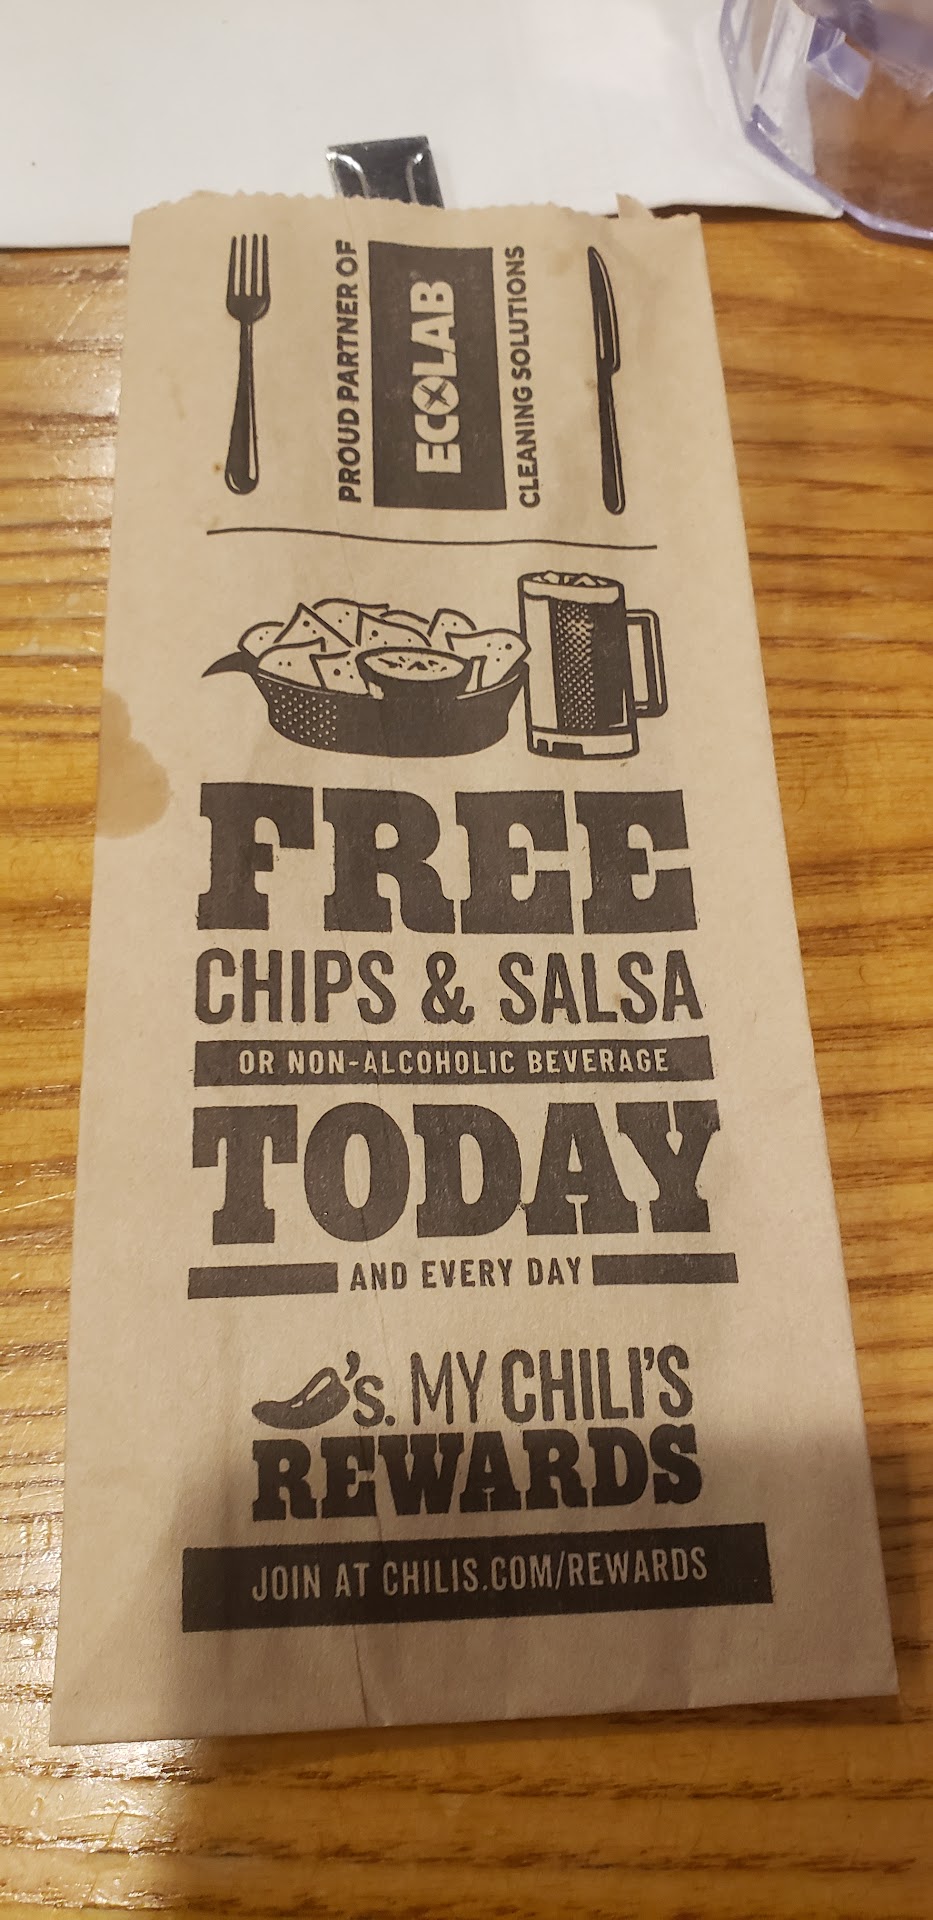 PROUD PARTNER OF
ECOLAB
CLEANING SOLUTIONS
FREE
CHIPS & SALSA
OR NON-ALCOHOLIC BEVERAGE
TODAY
AND EVERY DAY
's. MY CHILI'S
REWARDS
JOIN AT CHILIS.COM/REWARDS